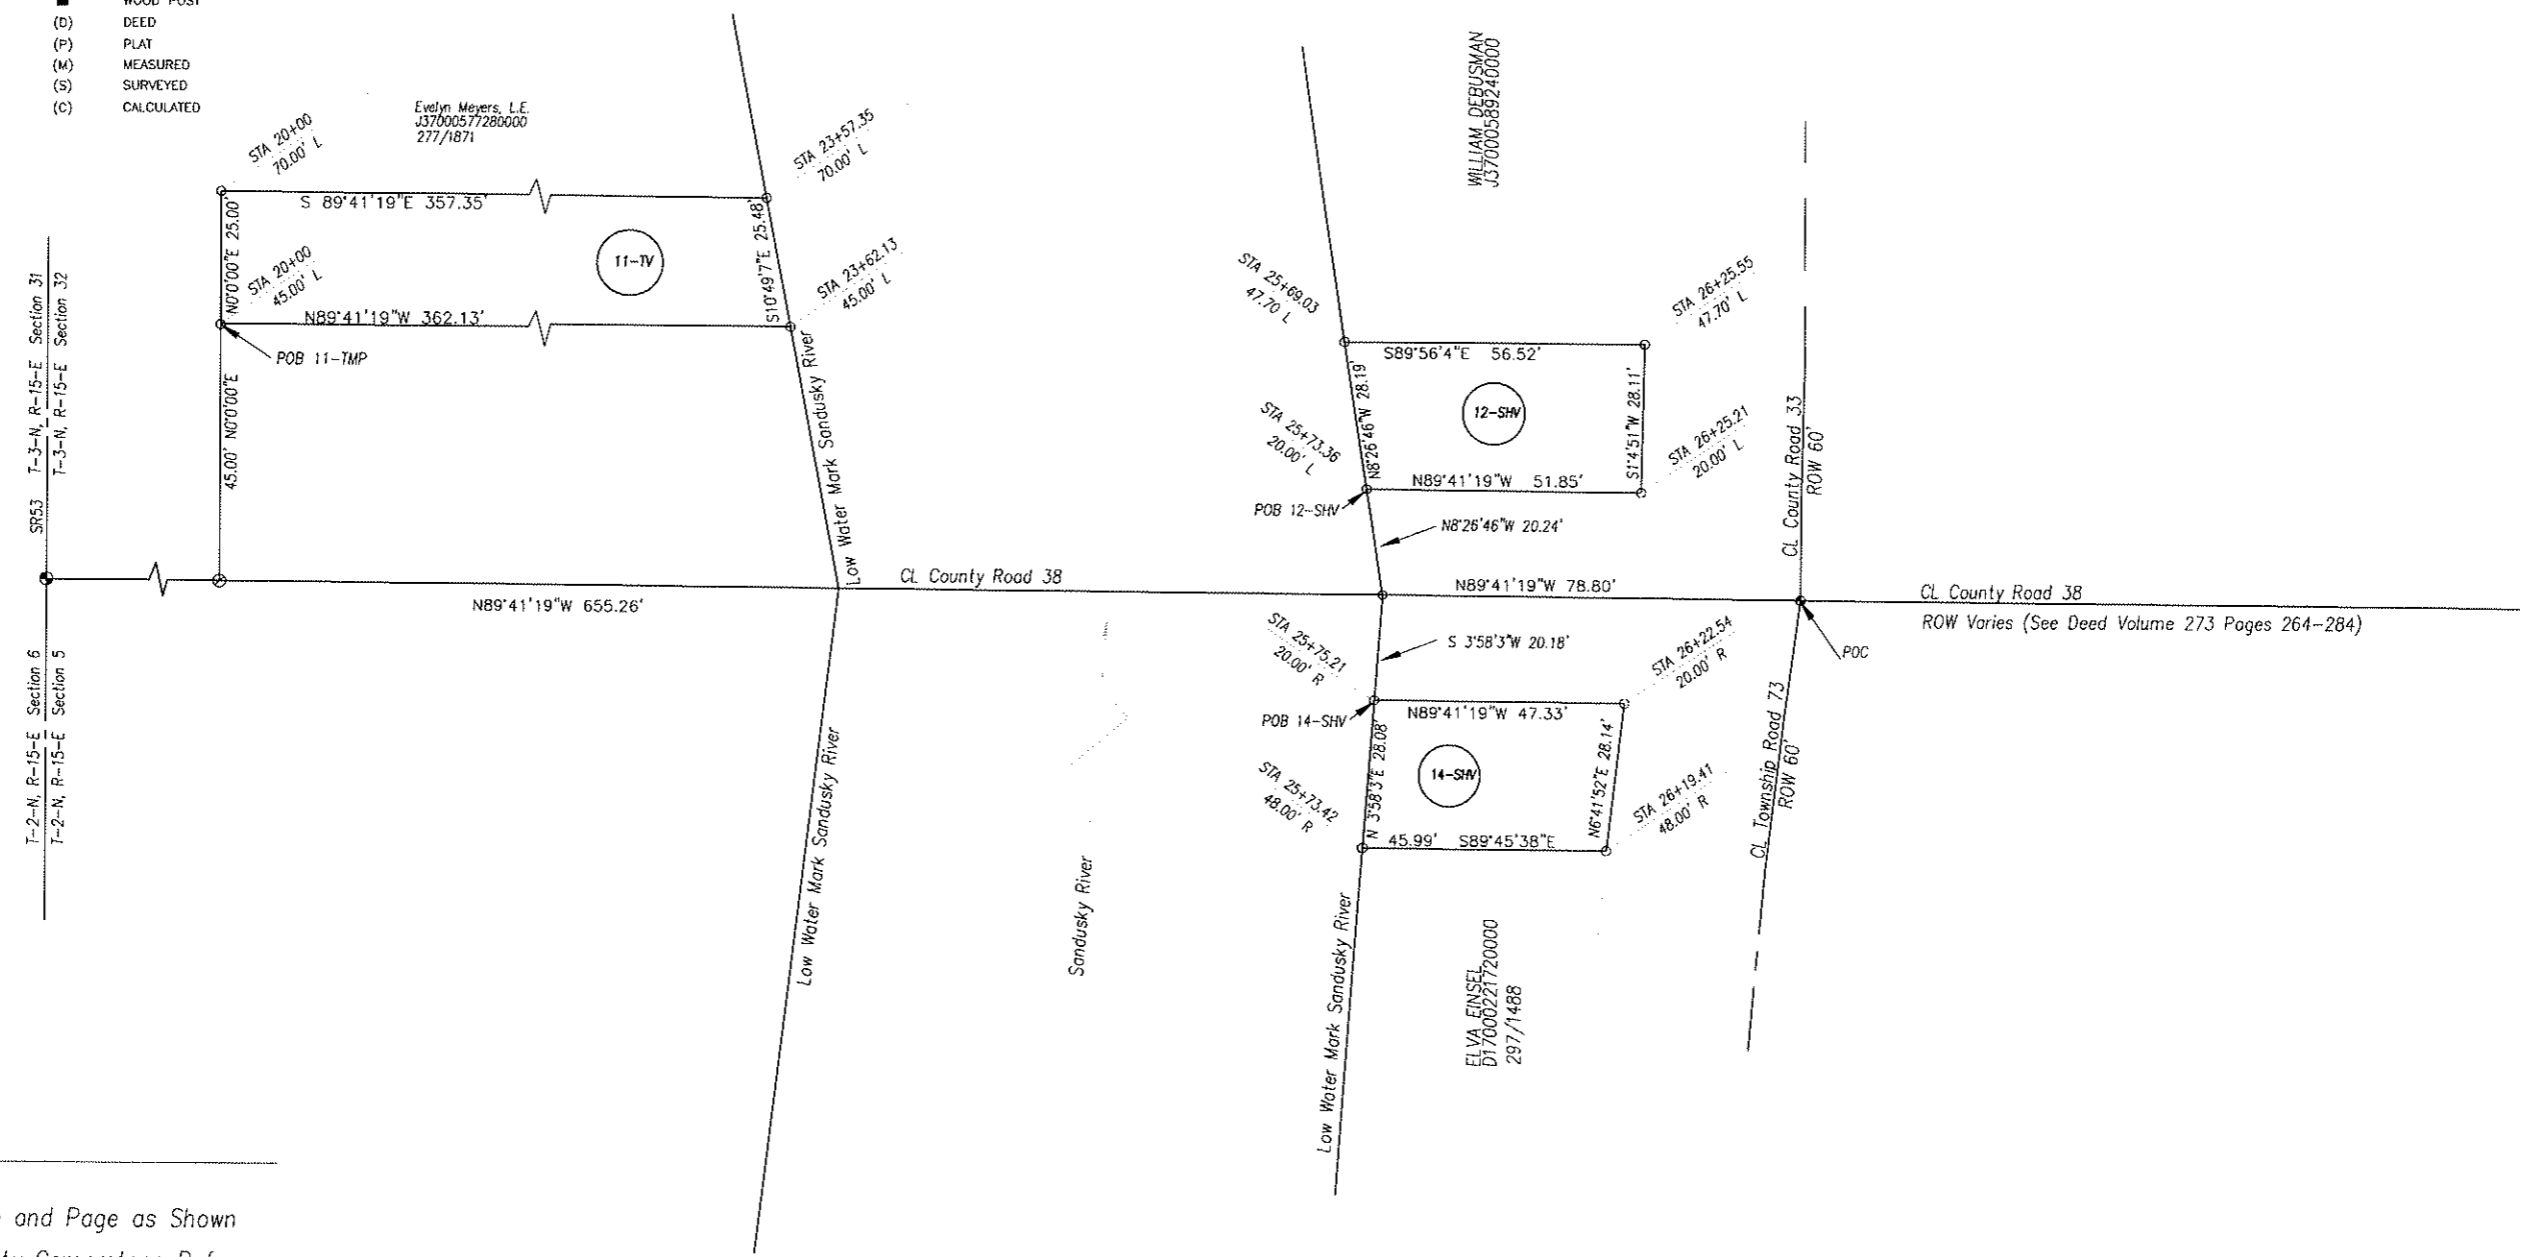 WOOD POST
(D) DEED
(P) PLAT
(M) MEASURED
(S) SURVEYED
(C) CALCULATED
Evelyn Meyers, L.E.
J37000577280000
277/1871
STA 20+00
70.00' L
STA 23+57.35
70.00' L
S 89°41'19"E 357.35'
N0°0'00"E 25.00'
STA 20+00
45.00' L
11-TV
S10°49'7"E 25.48'
STA 23+62.13
45.00' L
N89°41'19"W 362.13'
POB 11-TMP
45.00' N0°0'00"E
SR53
T-3-N, R-15-E Section 31
T-3-N, R-15-E Section 32
T-2-N, R-15-E Section 6
T-2-N, R-15-E Section 5
Low Water Mark Sandusky River
N89°41'19"W 655.26'
CL County Road 38
Low Water Mark Sandusky River
Sandusky River
WILLIAM DEBUSMAN
J37000589240000
STA 25+69.03
47.70 L
STA 26+25.55
47.70' L
S89°56'4"E 56.52'
12-SHV
N8°26'46"W 28.19'
S1°4'51"W 28.11'
STA 25+73.36
20.00' L
STA 26+25.21
20.00' L
N89°41'19"W 51.85'
POB 12-SHV
N8°26'46"W 20.24'
N89°41'19"W 78.80'
CL County Road 33
ROW 60'
CL County Road 38
ROW Varies (See Deed Volume 273 Pages 264-284)
POC
S 3°58'3"W 20.18'
STA 25+75.21
20.00' R
STA 26+22.54
20.00' R
POB 14-SHV
N89°41'19"W 47.33'
14-SHV
N 3°58'3"E 28.08'
N6°41'52"E 28.14'
STA 25+73.42
48.00' R
STA 26+19.41
48.00' R
45.99' S89°45'38"E
CL Township Road 73
ROW 60'
Low Water Mark Sandusky River
ELVA EINSEL
D17000221720000
297/1488
and Page as Shown